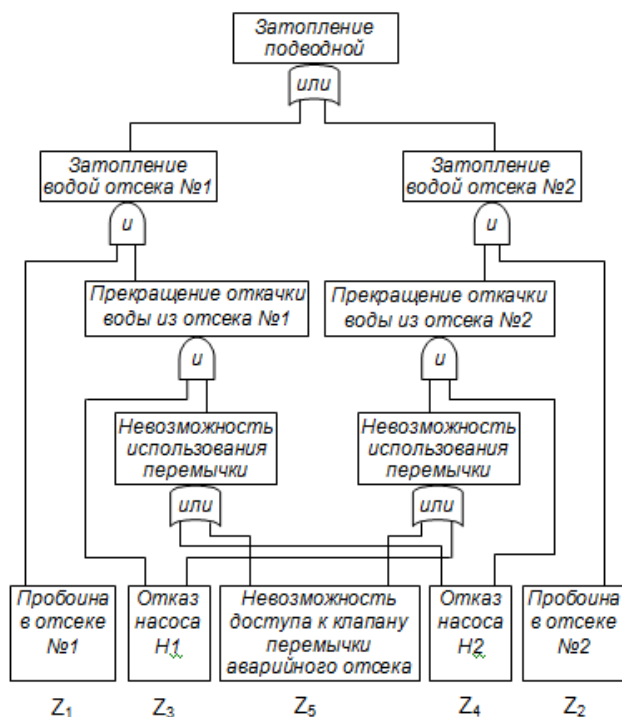 Затопление
подводной
или
Затопление
водой отсека №1
Затопление
водой отсека №2
и
и
Прекращение откачки
воды из отсека №1
Прекращение откачки
воды из отсека №2
и
и
Невозможность
использования
перемычки
Невозможность
использования
перемычки
или
или
Пробоина
в отсеке
№1
Отказ
насоса
Н1
Невозможность
доступа к клапану
перемычки
аварийного отсека
Отказ
насоса
Н2
Пробоина
в отсеке
№2
Z₁
Z₃
Z₅
Z₄
Z₂